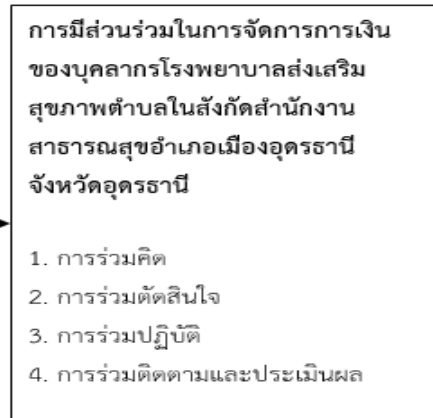 การมีส่วนร่วมในการจัดการการเงิน
ของบุคลากรโรงพยาบาลส่งเสริม
สุขภาพตำบลในสังกัดสำนักงาน
สาธารณสุขอำเภอเมืองอุดรธานี
จังหวัดอุดรธานี
1. การร่วมคิด
2. การร่วมตัดสินใจ
3. การร่วมปฏิบัติ
4. การร่วมติดตามและประเมินผล